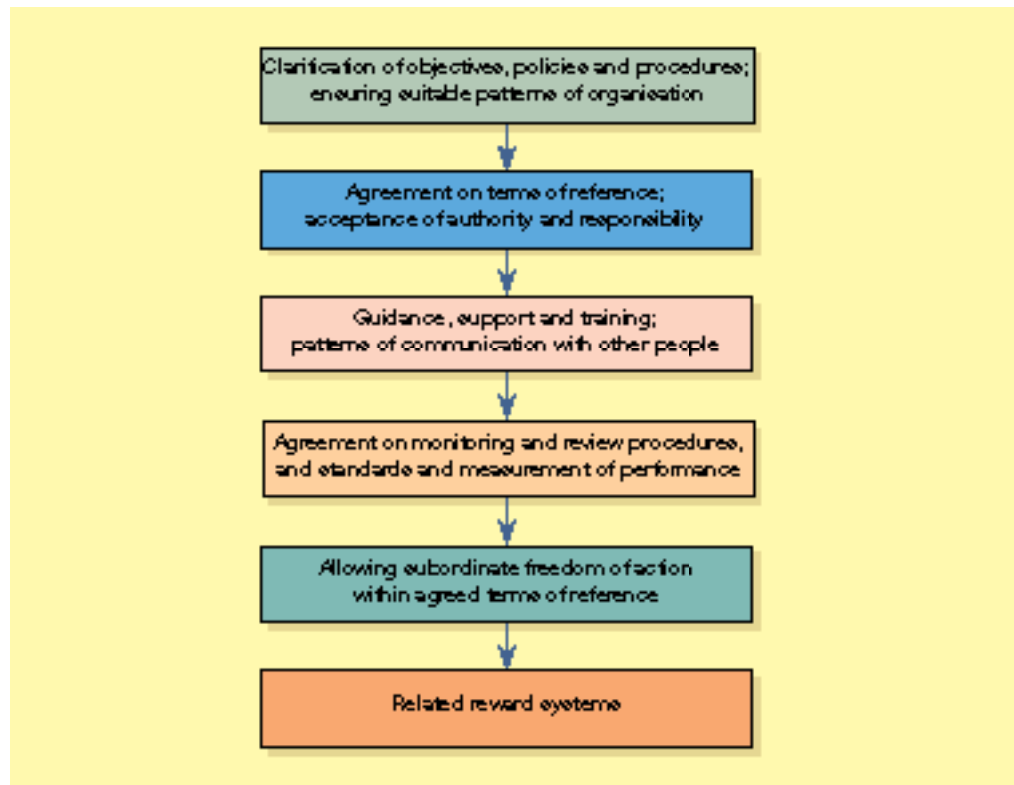 Clarification of objectives, policies and procedures;
ensuring suitable patterns of organisation
Agreement on terms of reference;
acceptance of authority and responsibility
Guidance, support and training;
patterns of communication with other people
Agreement on monitoring and review procedures,
and standards and measurement of performance
Allowing subordinate freedom of action
within agreed terms of reference
Related reward systems